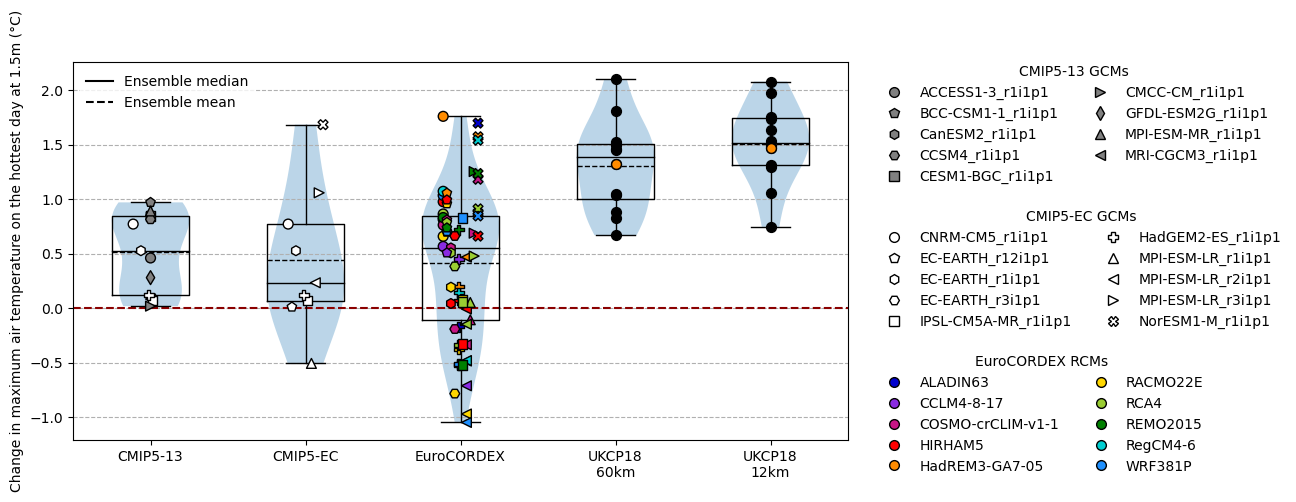 Change in maximum air temperature on the hottest day at 1.5m (°C)
Ensemble median
Ensemble mean
2.0
1.5
1.0
0.5
0.0
−0.5
−1.0
CMIP5-13
CMIP5-EC
EuroCORDEX
UKCP18
60km
UKCP18
12km
CMIP5-13 GCMs
ACCESS1-3_r1i1p1
BCC-CSM1-1_r1i1p1
CanESM2_r1i1p1
CCSM4_r1i1p1
CESM1-BGC_r1i1p1
CMCC-CM_r1i1p1
GFDL-ESM2G_r1i1p1
MPI-ESM-MR_r1i1p1
MRI-CGCM3_r1i1p1
CMIP5-EC GCMs
CNRM-CM5_r1i1p1
EC-EARTH_r12i1p1
EC-EARTH_r1i1p1
EC-EARTH_r3i1p1
IPSL-CM5A-MR_r1i1p1
HadGEM2-ES_r1i1p1
MPI-ESM-LR_r1i1p1
MPI-ESM-LR_r2i1p1
MPI-ESM-LR_r3i1p1
NorESM1-M_r1i1p1
EuroCORDEX RCMs
ALADIN63
CCLM4-8-17
COSMO-crCLIM-v1-1
HIRHAM5
HadREM3-GA7-05
RACMO22E
RCA4
REMO2015
RegCM4-6
WRF381P